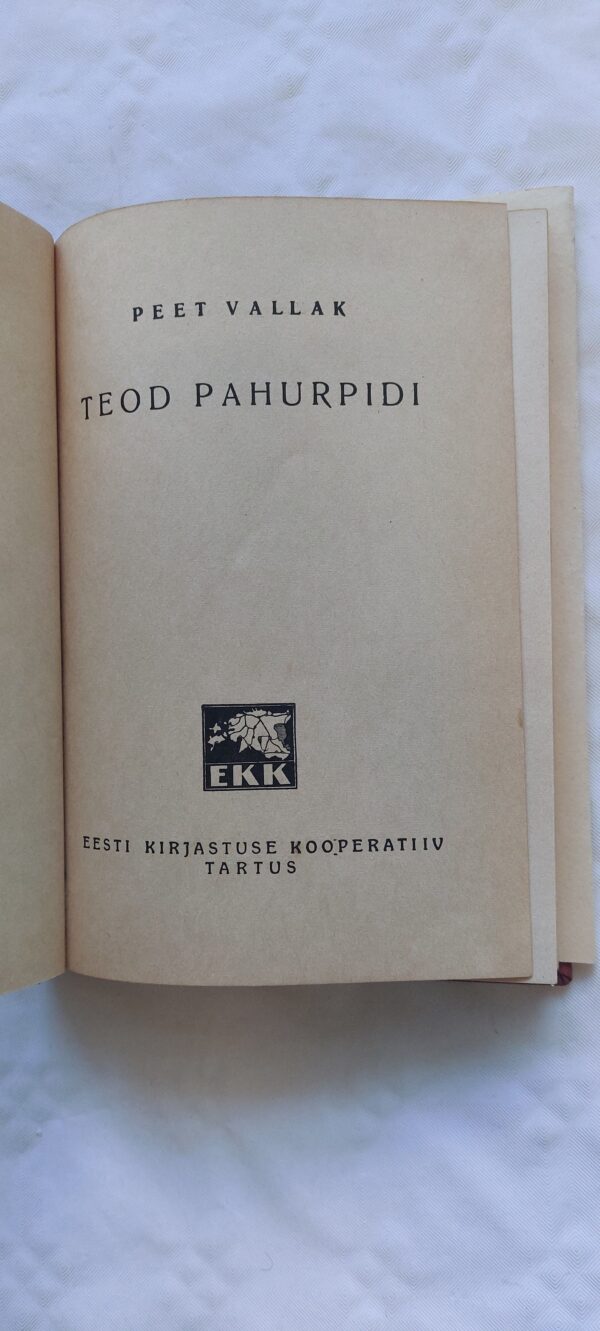 PEET VALLAK
TEOD PAHURPIDI
EKK
EESTI KIRJASTUSE KOOPERATIIV
TARTUS